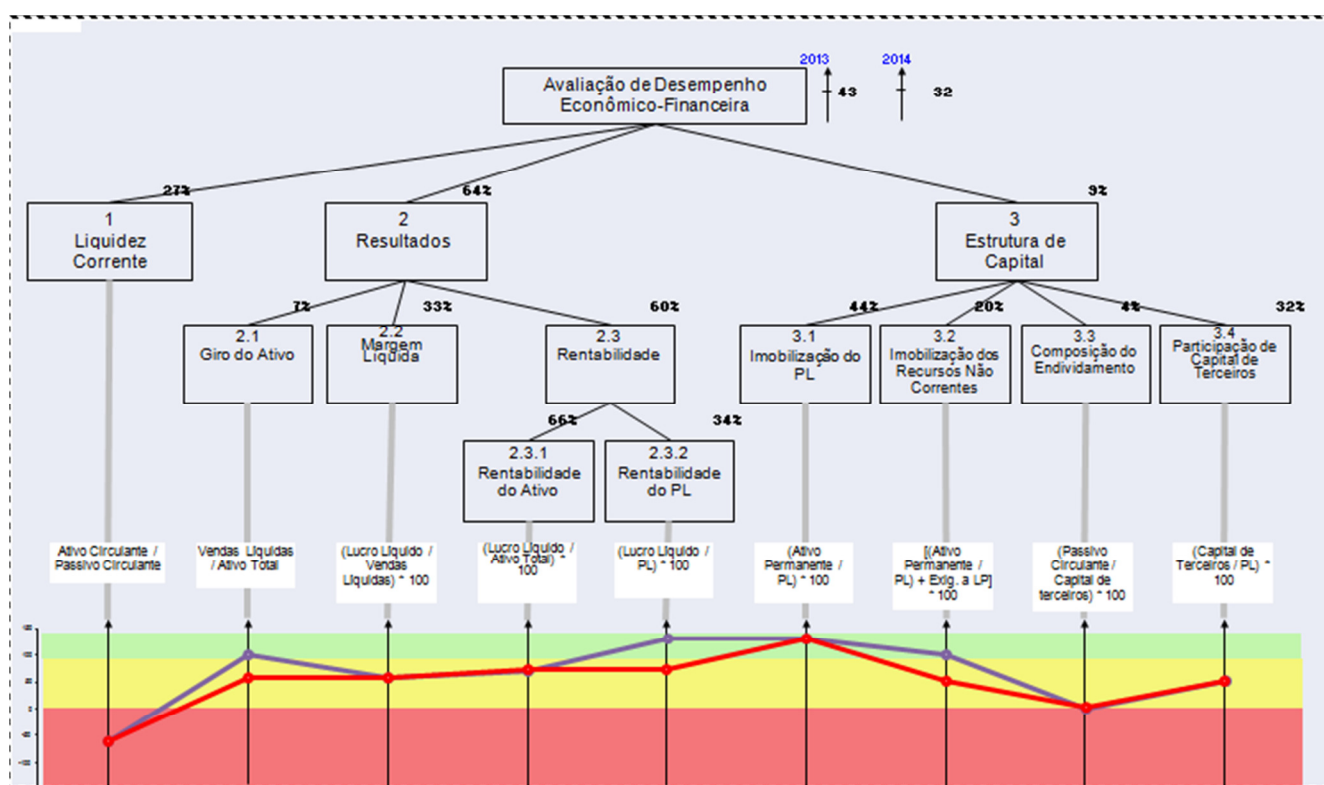 2013
2014
Avaliação de Desempenho
Econômico-Financeira
43
32
27%
64%
9%
1
Liquidez
Corrente
2
Resultados
3
Estrutura de
Capital
7%
33%
60%
44%
20%
4%
32%
2.1
Giro do Ativo
2.2
Margem
Líquida
2.3
Rentabilidade
3.1
Imobilização do
PL
3.2
Imobilização dos
Recursos Não
Correntes
3.3
Composição do
Endividamento
3.4
Participação de
Capital de
Terceiros
66%
34%
2.3.1
Rentabilidade
do Ativo
2.3.2
Rentabilidade
do PL
Ativo Circulante /
Passivo Circulante
Vendas Líquidas
/ Ativo Total
(Lucro Líquido /
Vendas
Líquidas) * 100
(Lucro Líquido /
Ativo Total) *
100
(Lucro Líquido /
PL) * 100
(Ativo
Permanente /
PL) * 100
[(Ativo
Permanente /
PL) + Exig. a LP]
* 100
(Passivo
Circulante /
Capital de
terceiros) * 100
(Capital de
Terceiros / PL) *
100